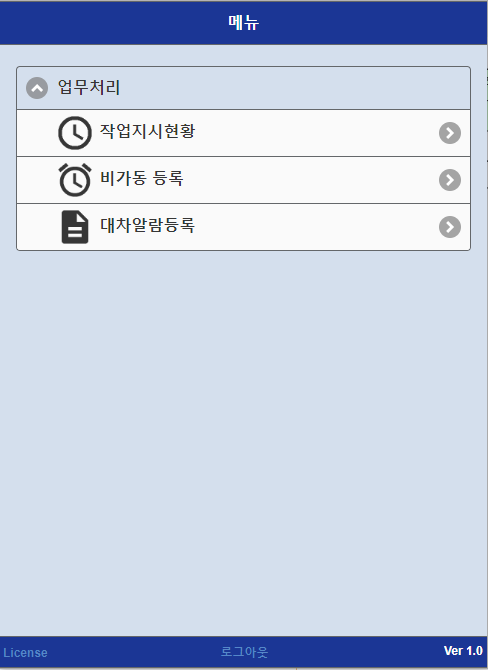 메뉴
업무처리
작업지시현황
비가동 등록
대차알람등록
License 로그아웃 Ver 1.0